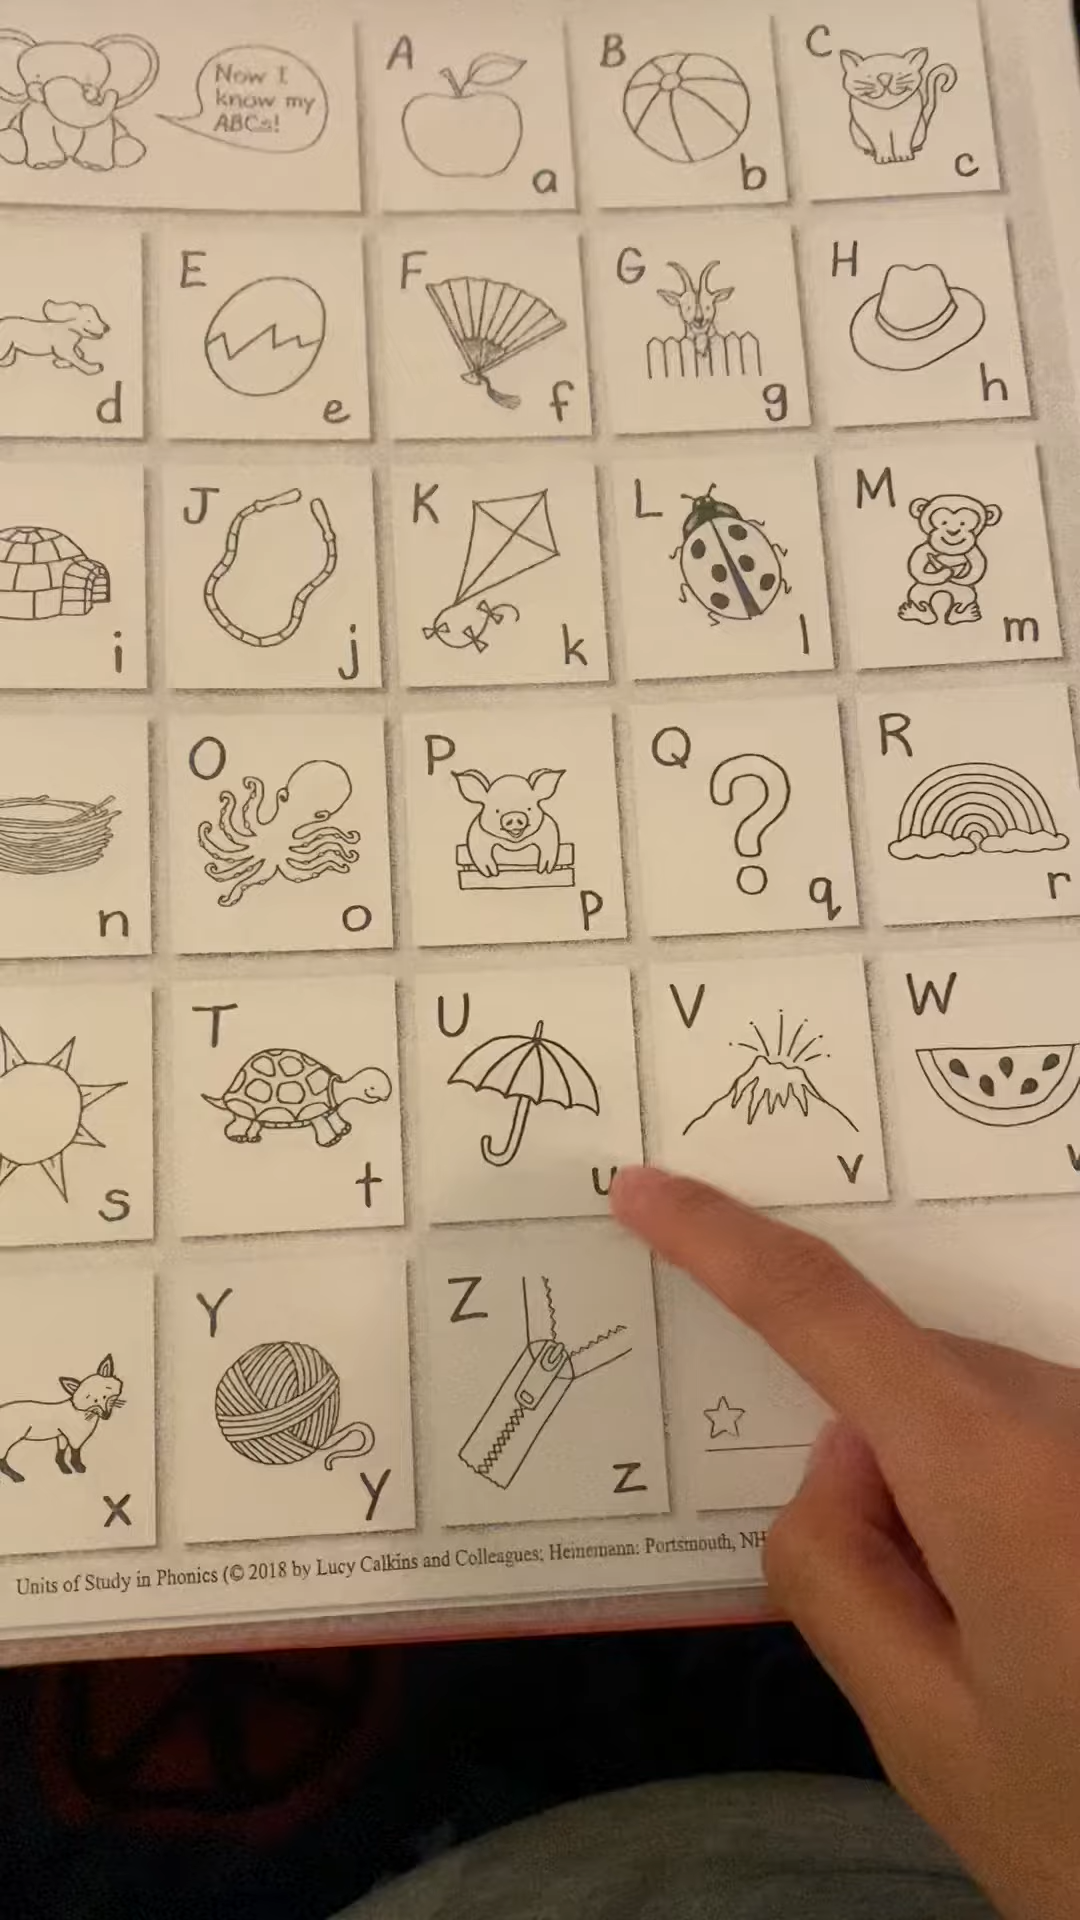 Now I
know my
ABCs!
A a
B b
C c
d
E e
F f
G g
H h
i
J j
K k
L l
M m
n
O o
P p
Q q
R r
s
T t
U u
V v
W
x
Y y
Z z
Units of Study in Phonics (© 2018 by Lucy Calkins and Colleagues; Heinemann: Portsmouth, NH